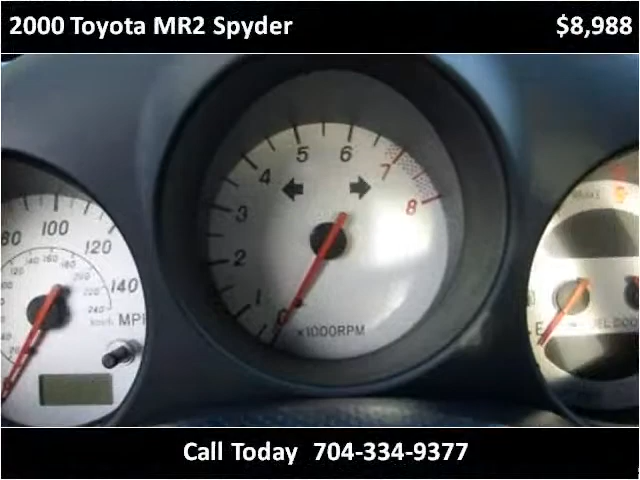 2000 Toyota MR2 Spyder $8,988
5 6
4 7
3 8
2
1
0
×1000RPM
80 100 120 140
km/h MPH
E
Call Today 704-334-9377